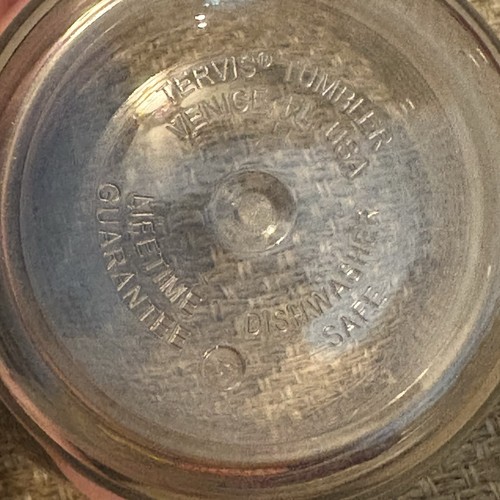 TERVIS® TUMBLER
VENICE, FL USA
DISHWASHER
SAFE
LIFETIME
GUARANTEE